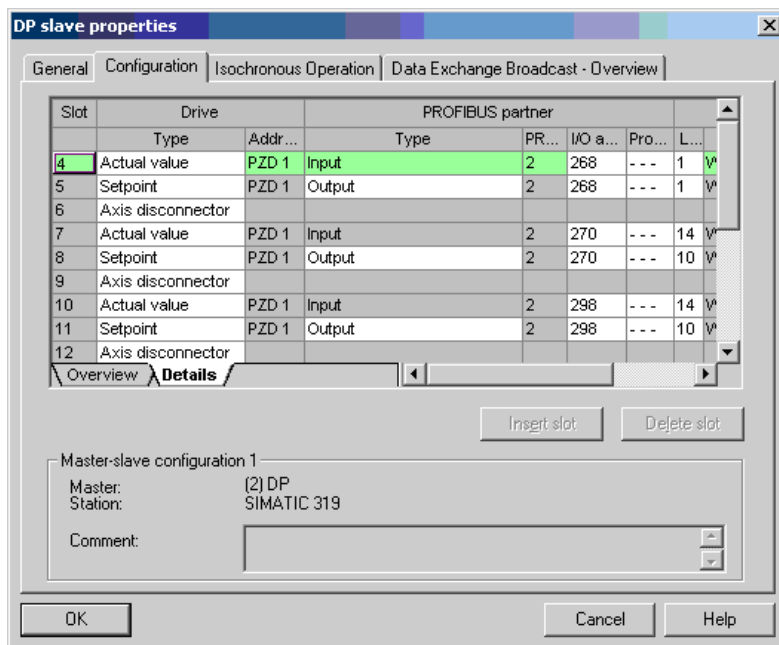 DP slave properties
General Configuration Isochronous Operation Data Exchange Broadcast - Overview
Slot Drive PROFIBUS partner
Type Addr... Type PR... I/O a... Pro... L...
4 Actual value PZD 1 Input 2 268 - - - 1
5 Setpoint PZD 1 Output 2 268 - - - 1
6 Axis disconnector
7 Actual value PZD 1 Input 2 270 - - - 14
8 Setpoint PZD 1 Output 2 270 - - - 10
9 Axis disconnector
10 Actual value PZD 1 Input 2 298 - - - 14
11 Setpoint PZD 1 Output 2 298 - - - 10
12 Axis disconnector
Overview Details
Insert slot Delete slot
Master-slave configuration 1
Master: (2) DP
Station: SIMATIC 319
Comment:
OK Cancel Help